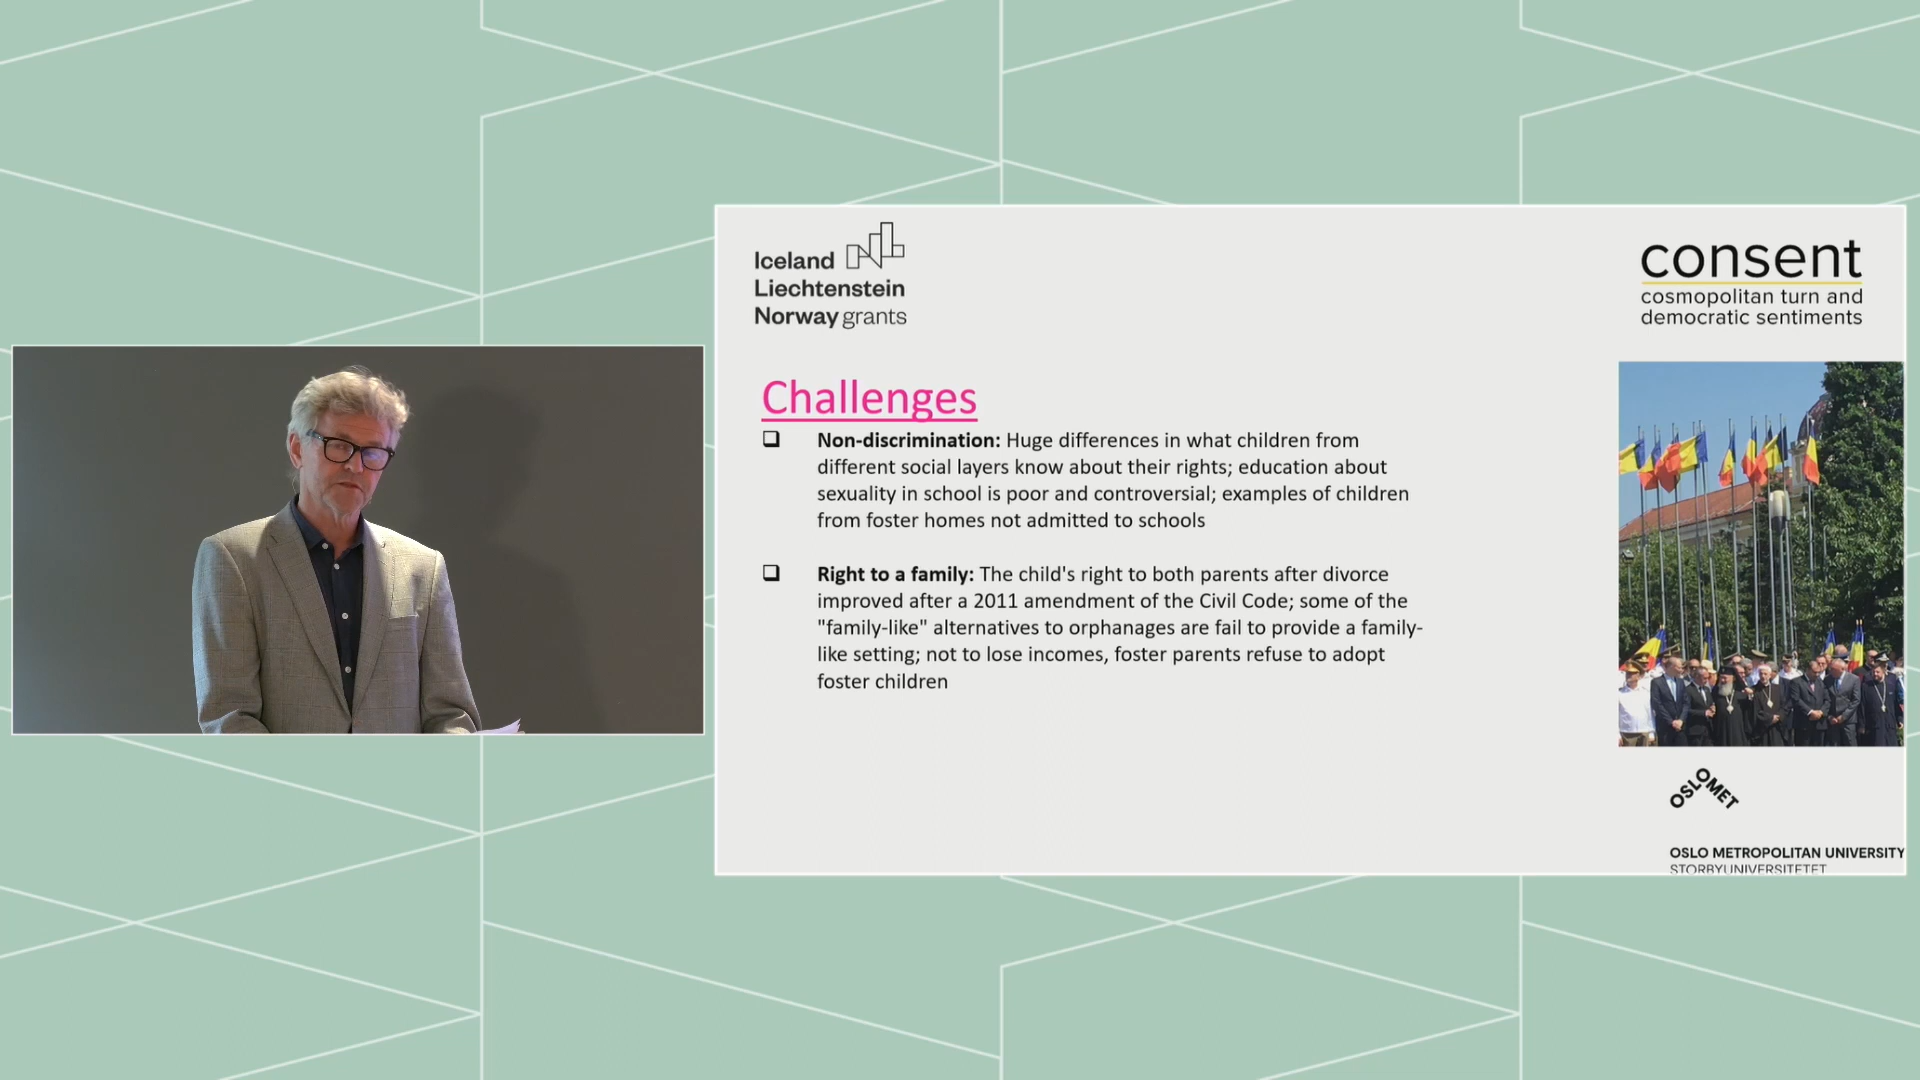 Iceland
Liechtenstein
Norway grants
consent
cosmopolitan turn and
democratic sentiments
Challenges
Non-discrimination: Huge differences in what children from
different social layers know about their rights; education about
sexuality in school is poor and controversial; examples of children
from foster homes not admitted to schools
Right to a family: The child's right to both parents after divorce
improved after a 2011 amendment of the Civil Code; some of the
"family-like" alternatives to orphanages are fail to provide a family-
like setting; not to lose incomes, foster parents refuse to adopt
foster children
OSLOMET
OSLO METROPOLITAN UNIVERSITY
STORBYUNIVERSITETET